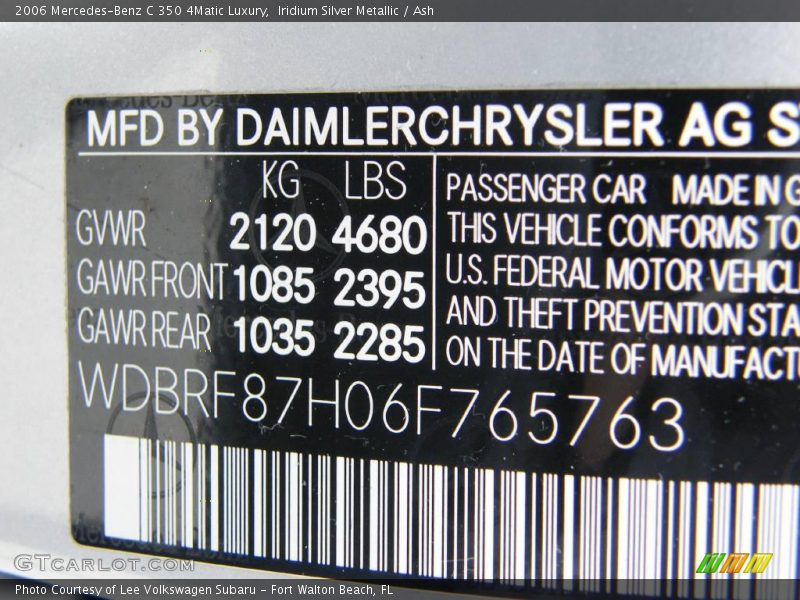 2006 Mercedes-Benz C 350 4Matic Luxury,  Iridium Silver Metallic / Ash
MFD BY DAIMLERCHRYSLER AG
KG LBS
GVWR 2120 4680
GAWR FRONT 1085 2395
GAWR REAR 1035 2285
PASSENGER CAR MADE IN
THIS VEHICLE CONFORMS TO
U.S. FEDERAL MOTOR
AND THEFT PREVENTION
ON THE DATE OF
WDBRF87H06F765763
GTCARLOT.COM
Photo Courtesy of Lee Volkswagen Subaru - Fort Walton Beach, FL